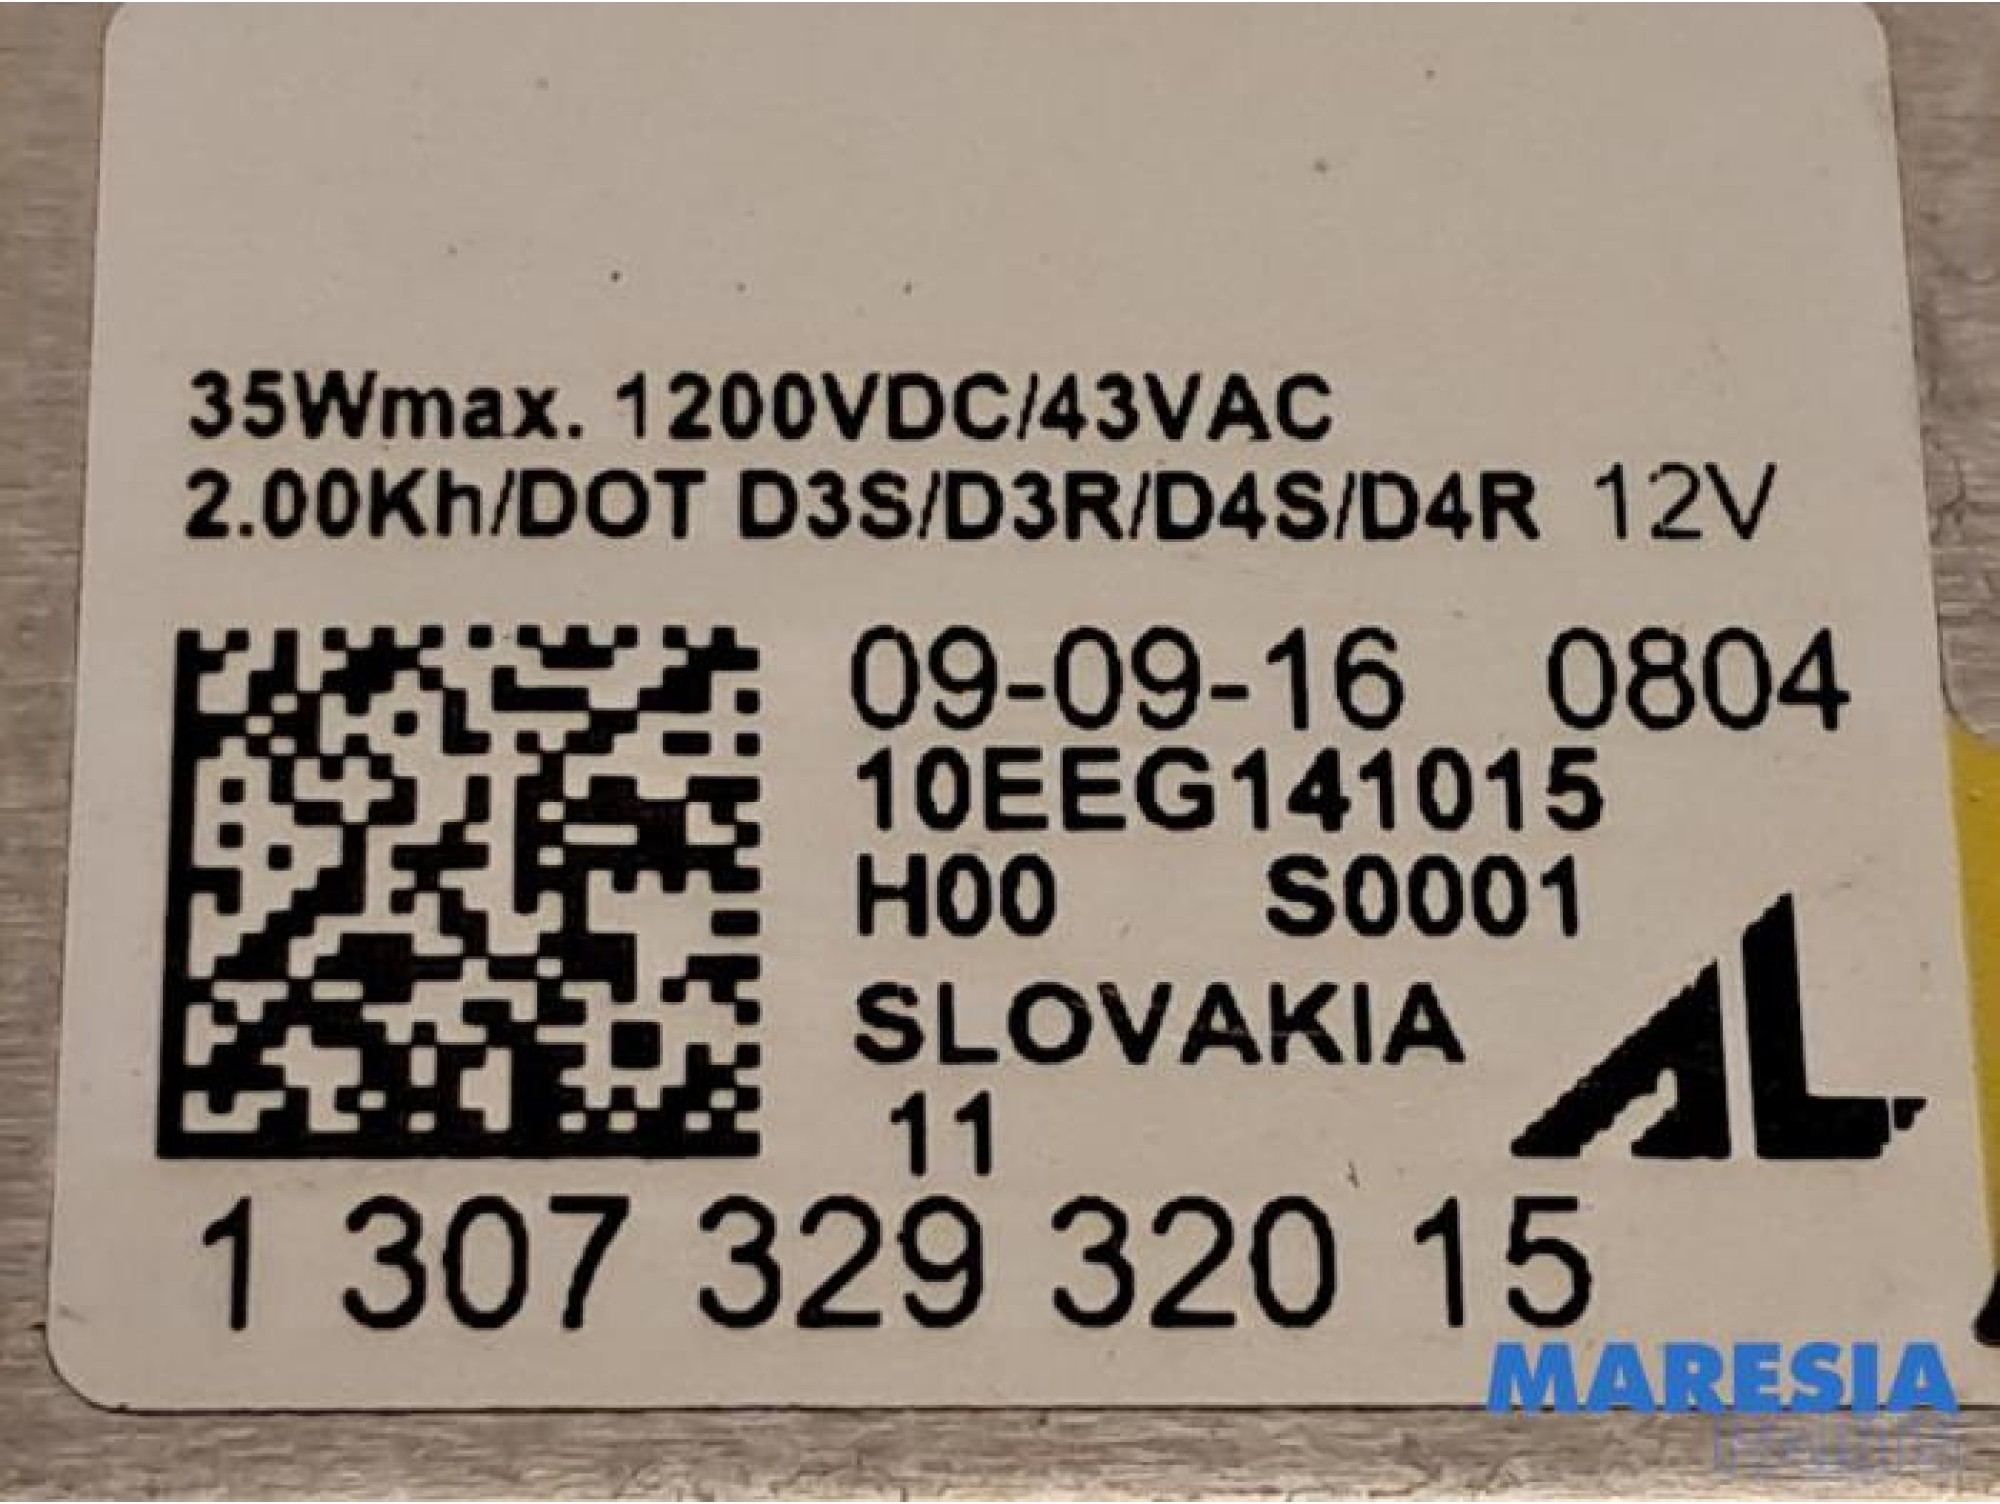 35Wmax. 1200VDC/43VAC
2.00Kh/DOT D3S/D3R/D4S/D4R 12V
09-09-16 0804
10EEG141015
H00 S0001
SLOVAKIA
11
AL
1 307 329 320 15
MARESIA
PARTS